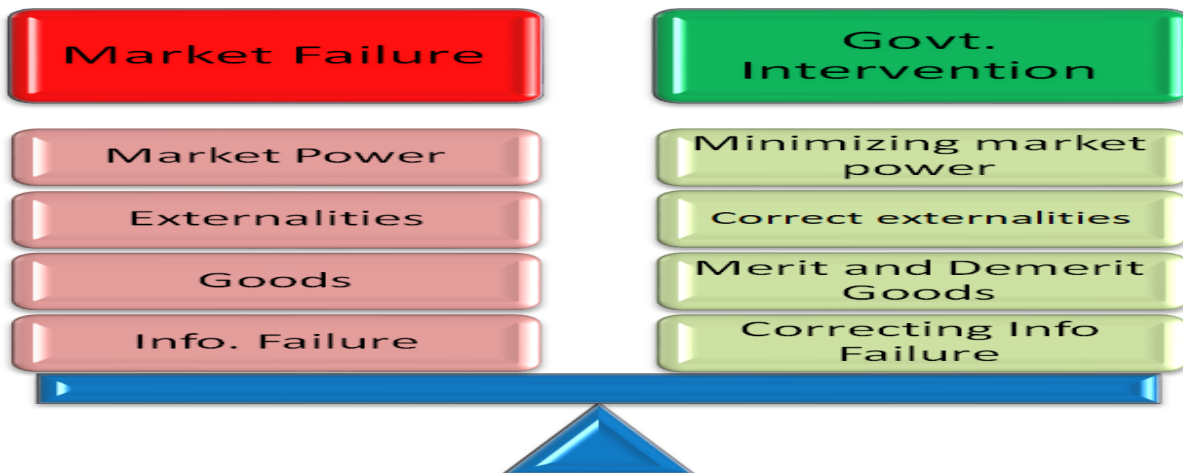 Market Failure
Market Power
Externalities
Goods
Info. Failure
Govt.
Intervention
Minimizing market
power
Correct externalities
Merit and Demerit
Goods
Correcting Info
Failure